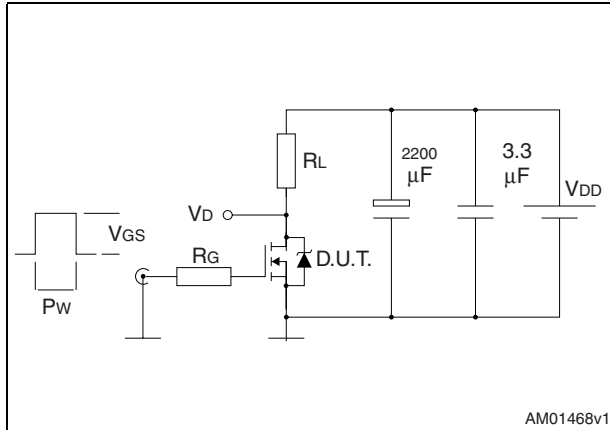 RL
2200
μF
3.3
μF
VDD
VD
VGS
RG
D.U.T.
PW
AM01468v1